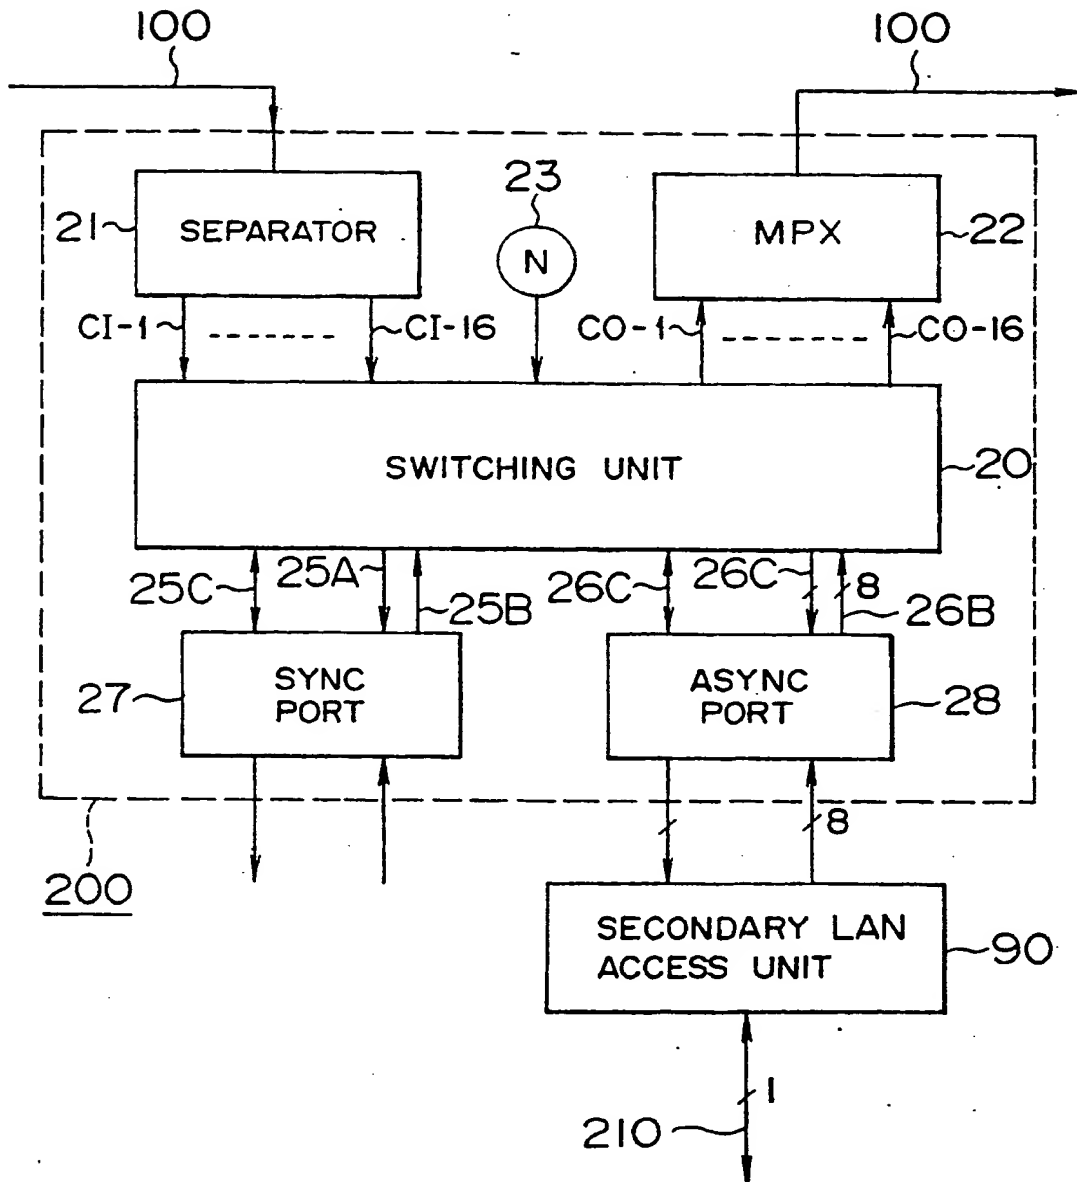 100 100
23
21 SEPARATOR N MPX 22
CI-1 CI-16 CO-1 CO-16
SWITCHING UNIT 20
25C 25A 25B 26C 26C 8 26B
27 SYNC PORT ASYNC PORT 28
8
200
SECONDARY LAN
ACCESS UNIT 90
1
210